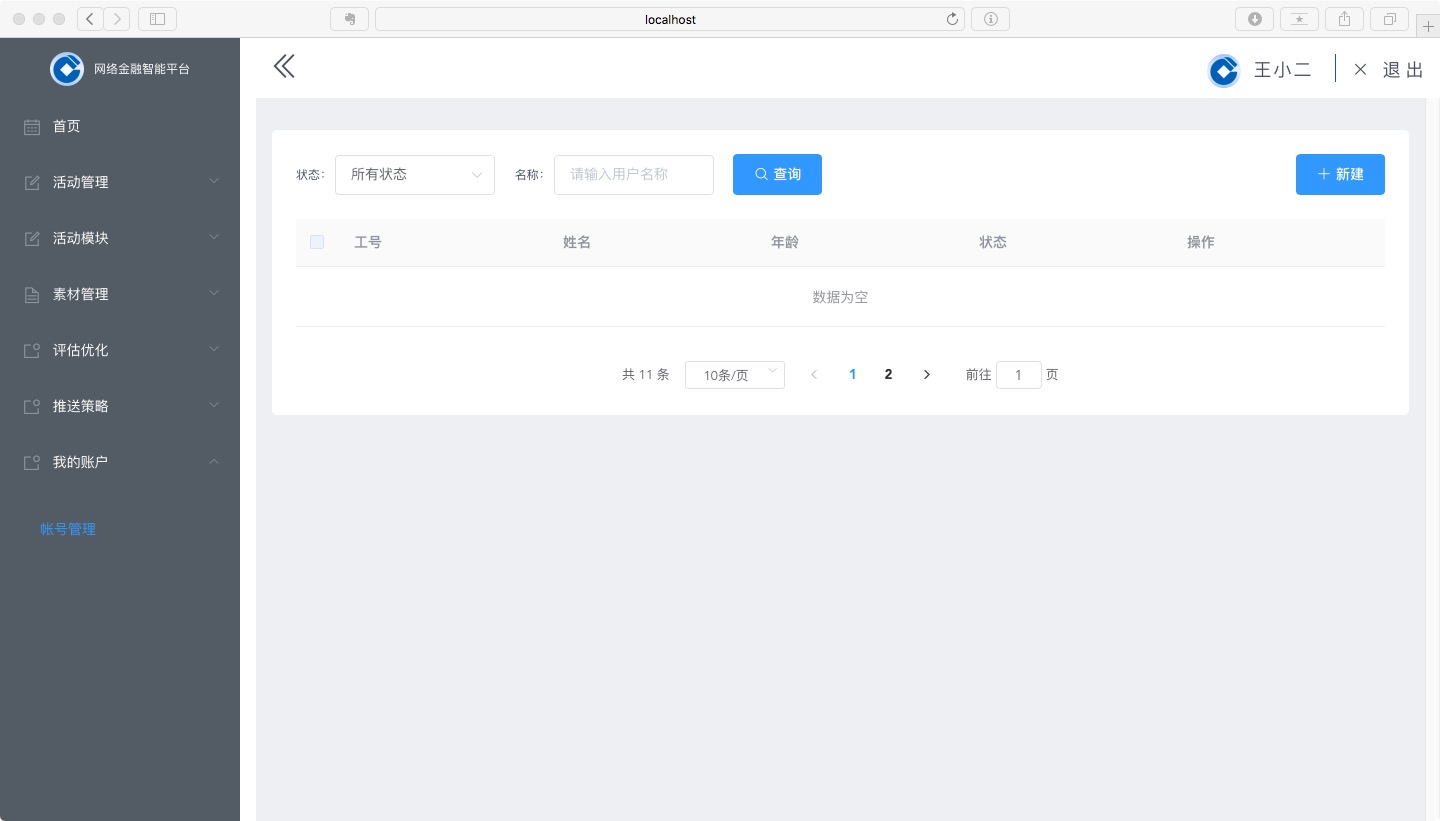 localhost
网络金融智能平台
王小二
退出
首页
活动管理
活动模块
素材管理
评估优化
推送策略
我的账户
帐号管理
状态: 所有状态 名称: 请输入用户名称 查询 新建
工号 姓名 年龄 状态 操作
数据为空
共 11 条 10条/页 1 2 前往 1 页